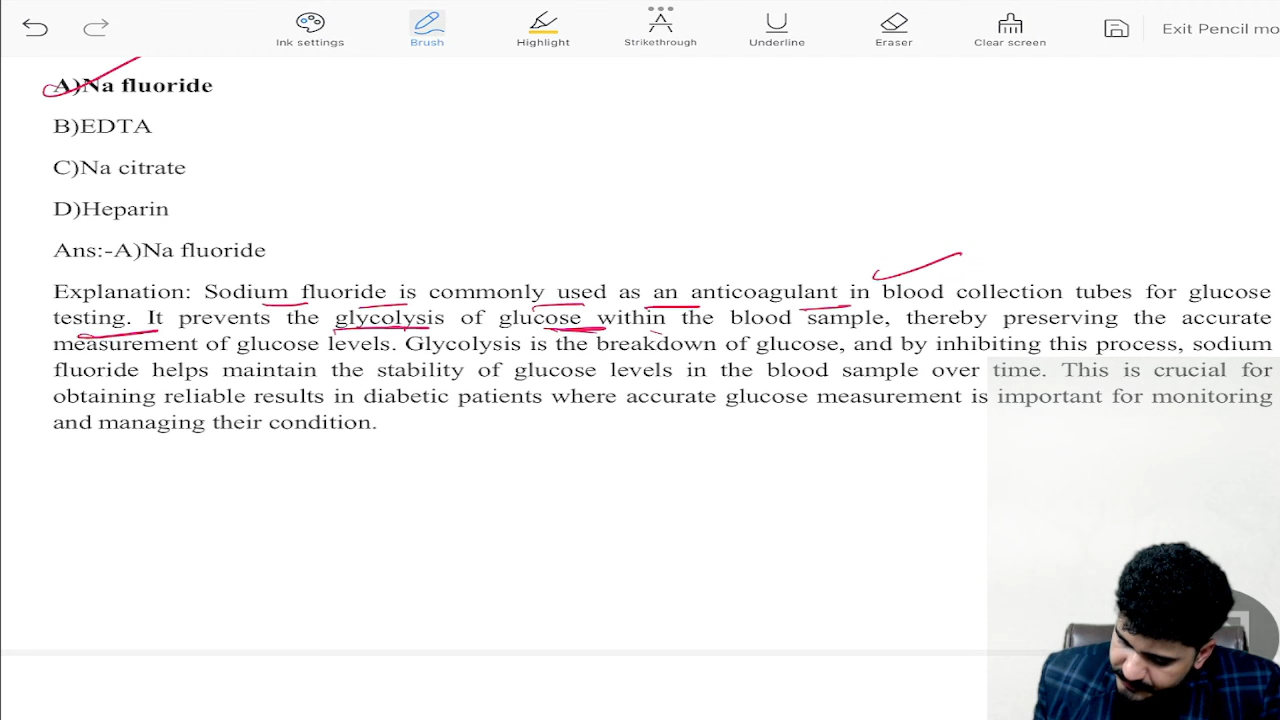 Ink settings Brush Highlight Strikethrough Underline Eraser Clear screen Exit Pencil mo
A)Na fluoride
B)EDTA
C)Na citrate
D)Heparin
Ans:-A)Na fluoride
Explanation: Sodium fluoride is commonly used as an anticoagulant in blood collection tubes for glucose
testing. It prevents the glycolysis of glucose within the blood sample, thereby preserving the accurate
measurement of glucose levels. Glycolysis is the breakdown of glucose, and by inhibiting this process, sodium
fluoride helps maintain the stability of glucose levels in the blood sample over time. This is crucial for
obtaining reliable results in diabetic patients where accurate glucose measurement is important for monitoring
and managing their condition.